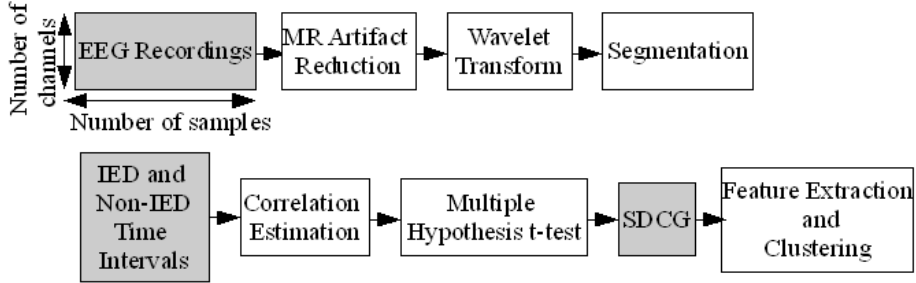 Number of
channels
EEG Recordings
Number of samples
MR Artifact
Reduction
Wavelet
Transform
Segmentation
IED and
Non-IED
Time
Intervals
Correlation
Estimation
Multiple
Hypothesis t-test
SDCG
Feature Extraction
and
Clustering